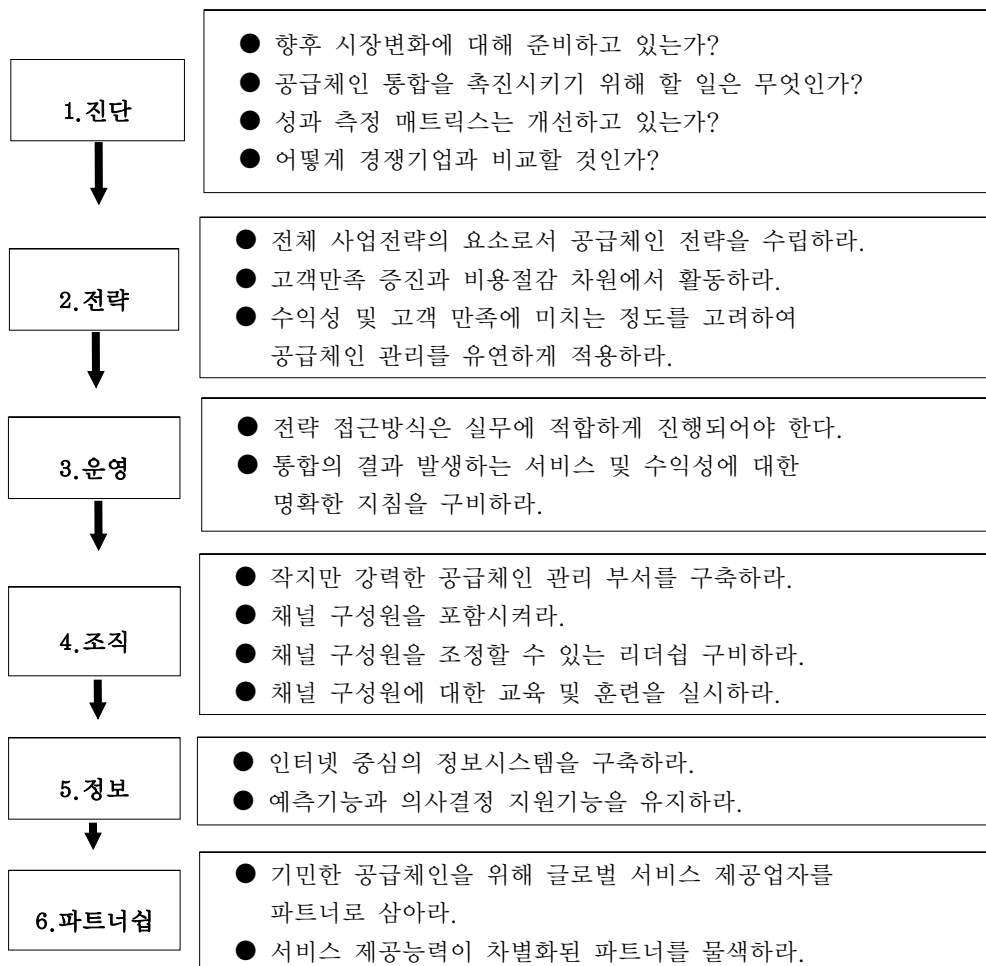 ● 향후 시장변화에 대해 준비하고 있는가?
● 공급체인 통합을 촉진시키기 위해 할 일은 무엇인가?
1.진단
● 성과 측정 매트릭스는 개선하고 있는가?
● 어떻게 경쟁기업과 비교할 것인가?
● 전체 사업전략의 요소로서 공급체인 전략을 수립하라.
● 고객만족 증진과 비용절감 차원에서 활동하라.
2.전략
● 수익성 및 고객 만족에 미치는 정도를 고려하여
공급체인 관리를 유연하게 적용하라.
● 전략 접근방식은 실무에 적합하게 진행되어야 한다.
3.운영
● 통합의 결과 발생하는 서비스 및 수익성에 대한
명확한 지침을 구비하라.
● 작지만 강력한 공급체인 관리 부서를 구축하라.
● 채널 구성원을 포함시켜라.
4.조직
● 채널 구성원을 조정할 수 있는 리더쉽 구비하라.
● 채널 구성원에 대한 교육 및 훈련을 실시하라.
● 인터넷 중심의 정보시스템을 구축하라.
5.정보
● 예측기능과 의사결정 지원기능을 유지하라.
● 기민한 공급체인을 위해 글로벌 서비스 제공업자를
파트너로 삼아라.
6.파트너쉽
● 서비스 제공능력이 차별화된 파트너를 물색하라.